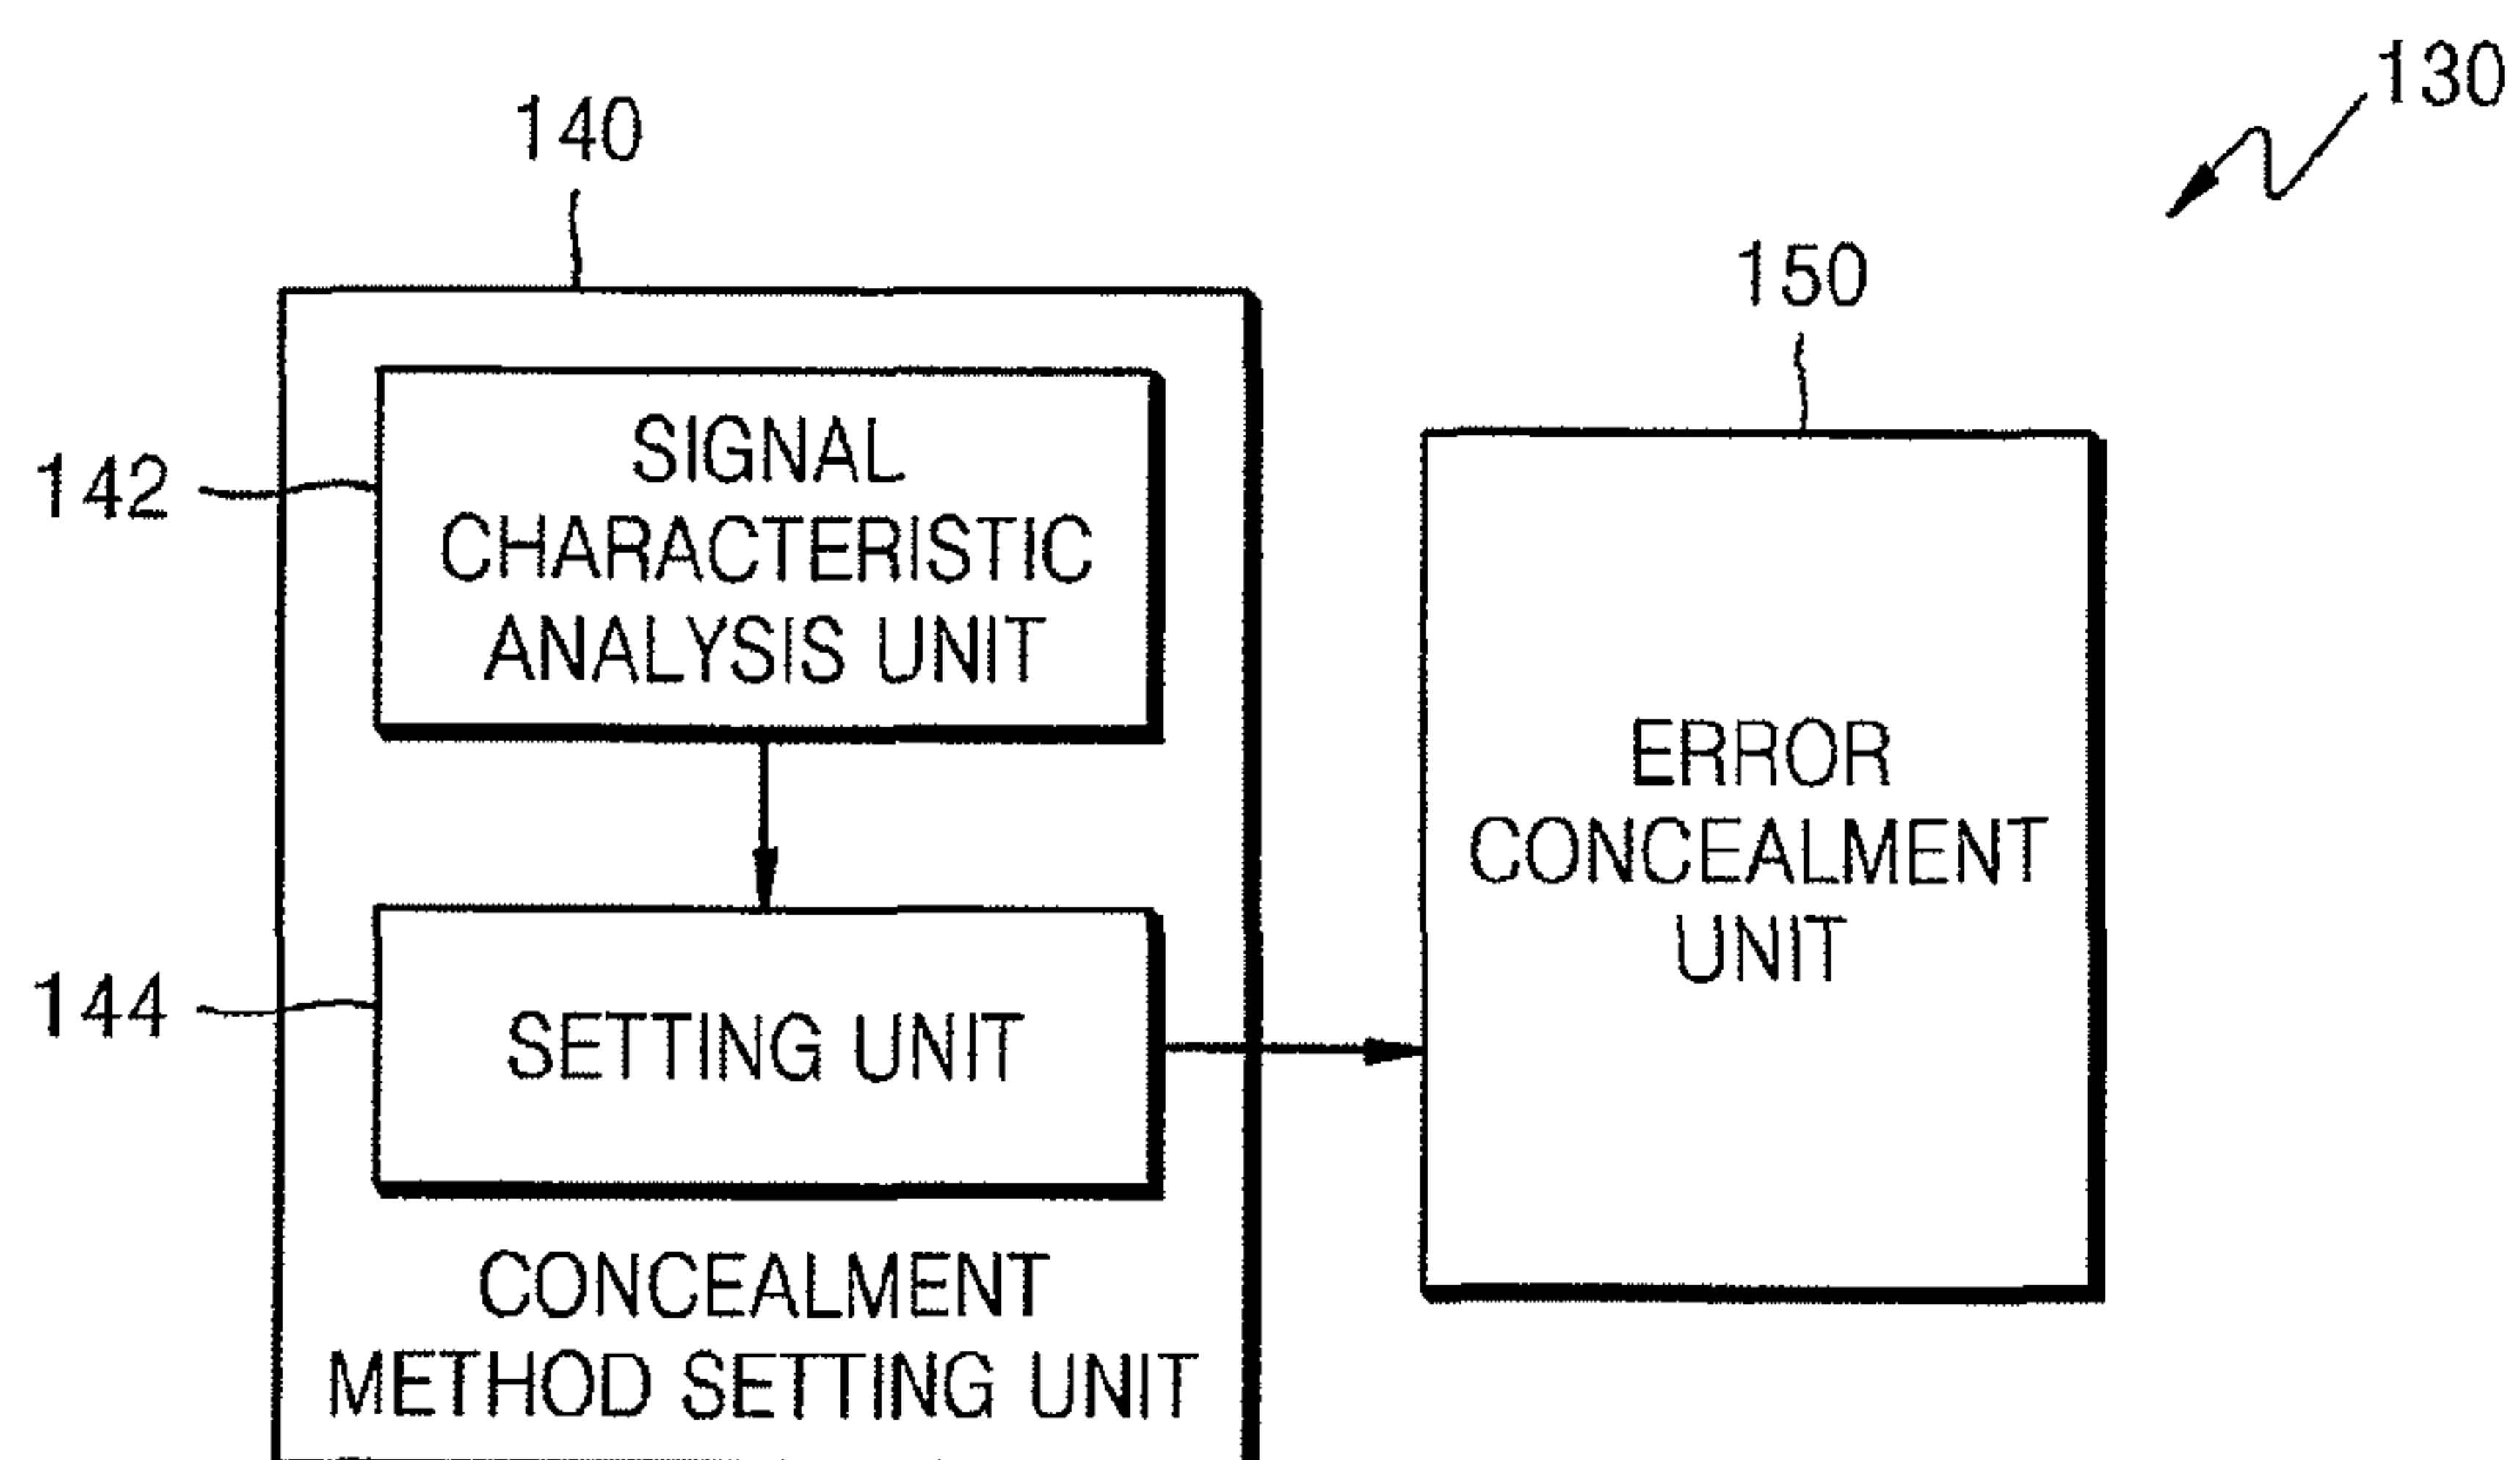 130
140
150
142
SIGNAL
CHARACTERISTIC
ANALYSIS UNIT
144
SETTING UNIT
CONCEALMENT
METHOD SETTING UNIT
ERROR
CONCEALMENT
UNIT